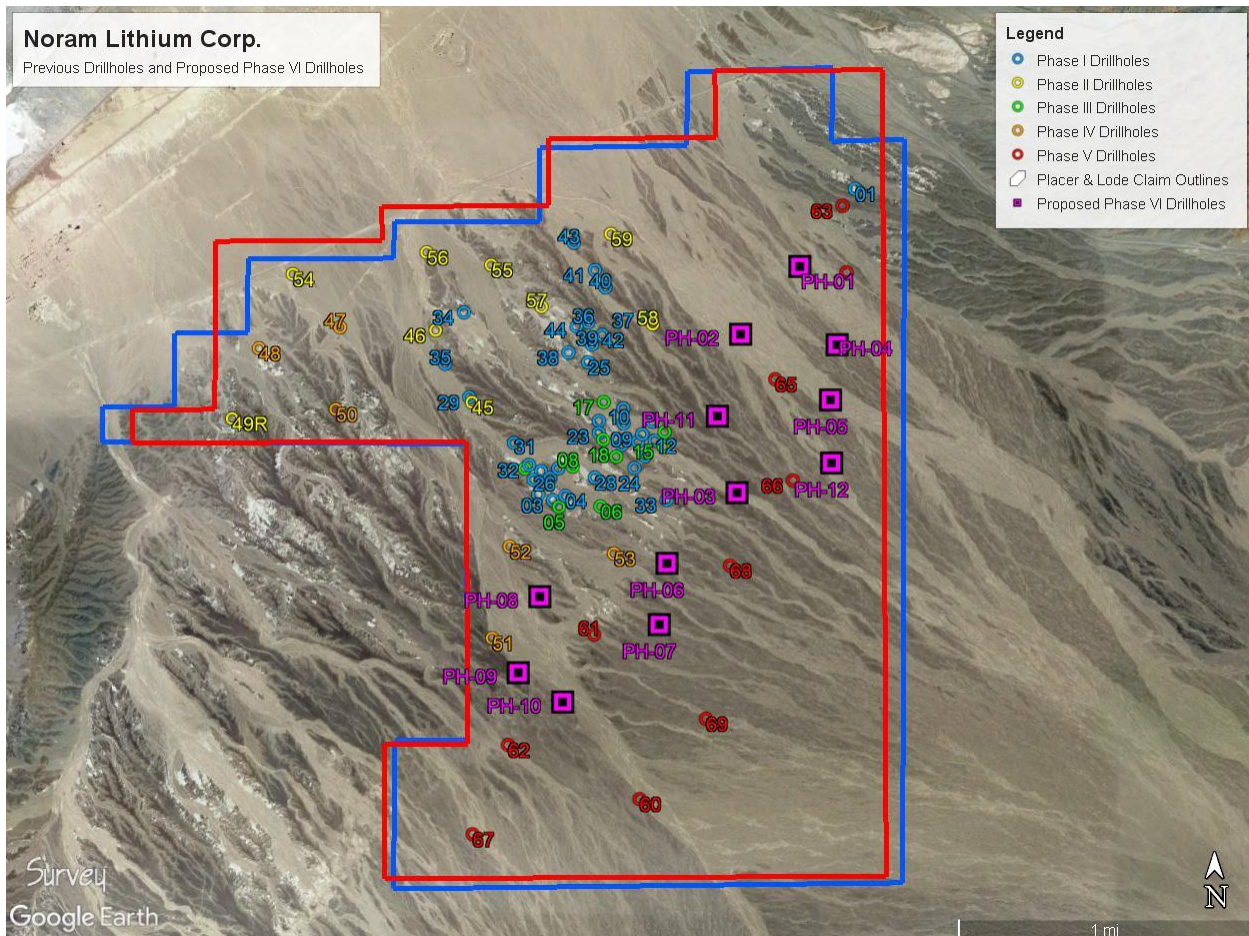 Noram Lithium Corp.
Previous Drillholes and Proposed Phase VI Drillholes
Legend
Phase I Drillholes
Phase II Drillholes
Phase III Drillholes
Phase IV Drillholes
Phase V Drillholes
Placer & Lode Claim Outlines
Proposed Phase VI Drillholes
01
63
43
59
56
55
54
41
40
PH-01
57
34
47
36
37
58
46
44
39
42
PH-02
PH-04
48
35
38
25
65
29
45
17
50
10
PH-11
49R
PH-05
31
23
09
12
18
15
32
08
26
28
24
66
PH-12
03
04
33
PH-03
05
06
52
53
68
PH-06
PH-08
61
51
PH-07
PH-09
PH-10
69
62
60
67
Survey
Google Earth
N
1 mi